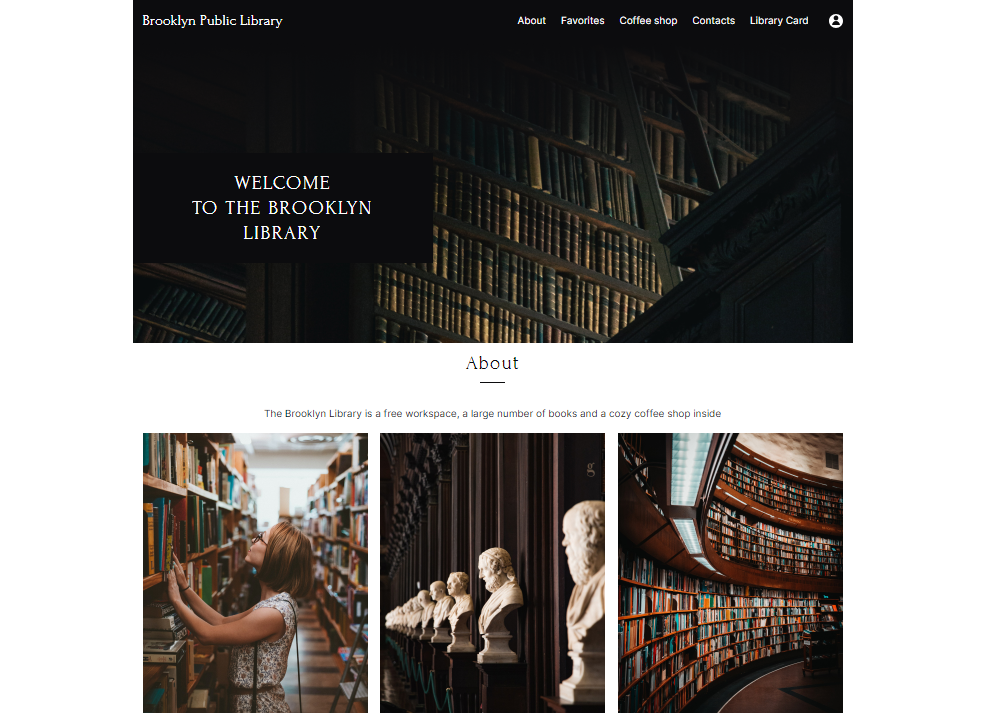 Brooklyn Public Library
About Favorites Coffee shop Contacts Library Card
WELCOME
TO THE BROOKLYN
LIBRARY
About
The Brooklyn Library is a free workspace, a large number of books and a cozy coffee shop inside
g